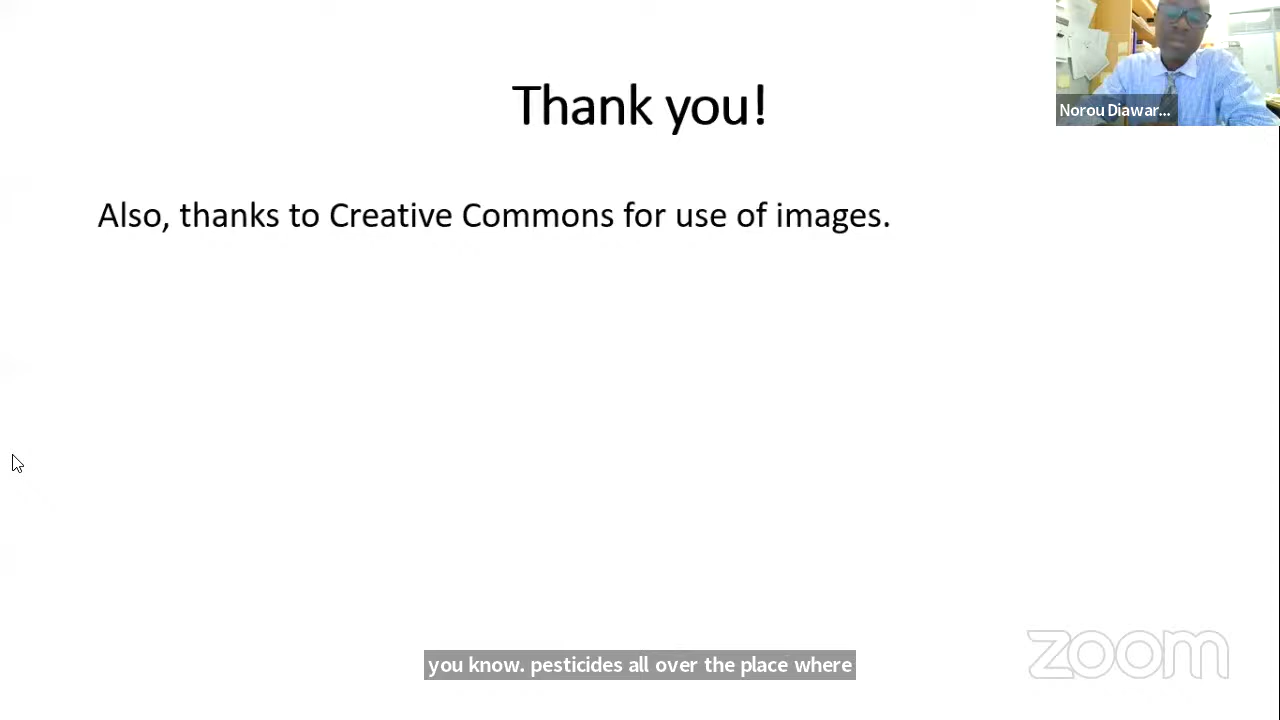 Thank you!
Norou Diawar...
Also, thanks to Creative Commons for use of images.
you know. pesticides all over the place where
zoom